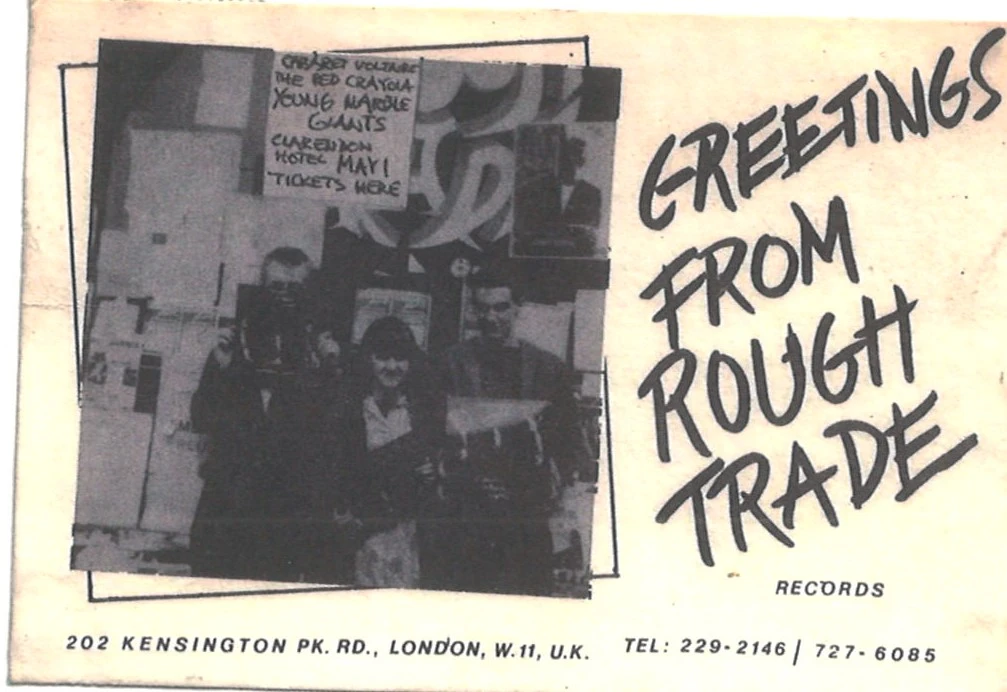 CABARET VOLTAIRE
THE RED CRAYOLA
YOUNG MARBLE
GIANTS
CLARENDON
HOTEL MAY 1
TICKETS HERE
GREETINGS
FROM
ROUGH
TRADE
RECORDS
202 KENSINGTON PK. RD., LONDON, W.11, U.K. TEL: 229-2146 / 727-6085